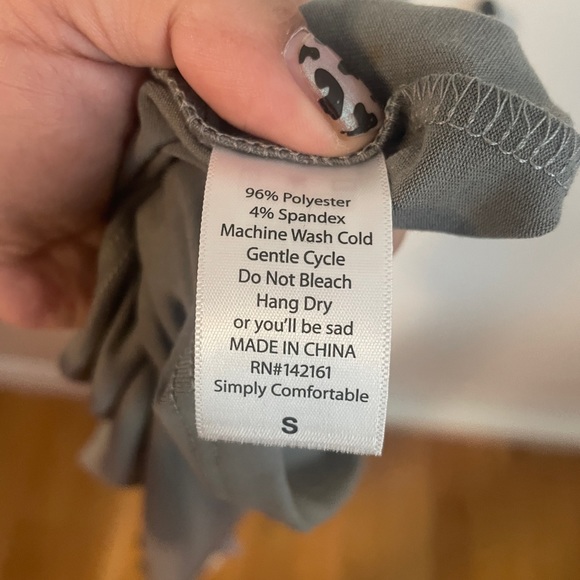 96% Polyester
4% Spandex
Machine Wash Cold
Gentle Cycle
Do Not Bleach
Hang Dry
or you'll be sad
MADE IN CHINA
RN#142161
Simply Comfortable
S